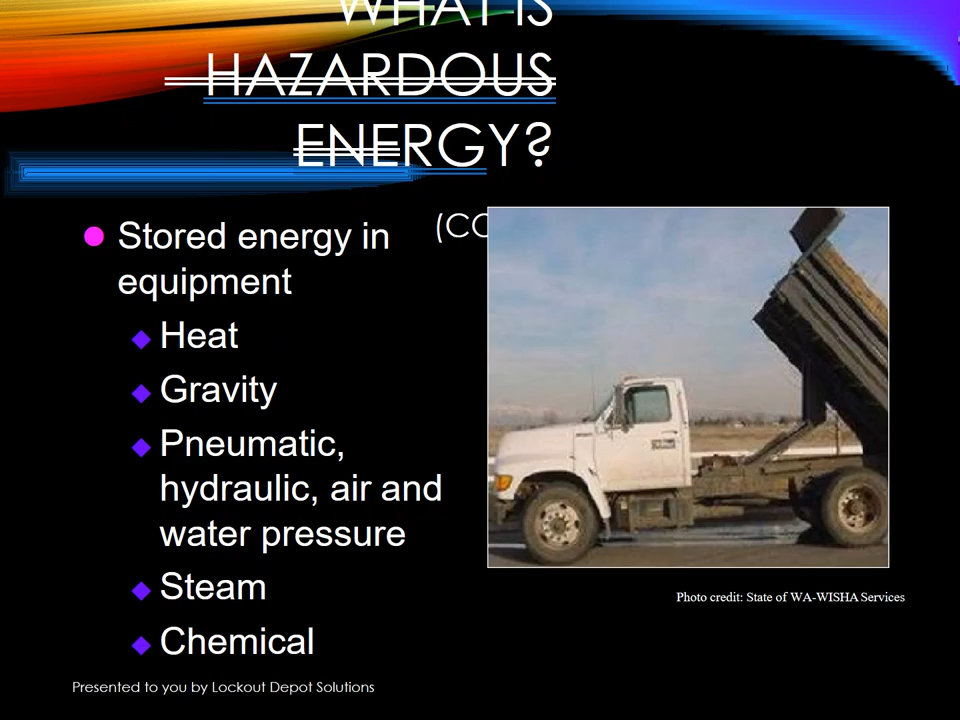 WHAT IS
HAZARDOUS
ENERGY?
Stored energy in
equipment
Heat
Gravity
Pneumatic,
hydraulic, air and
water pressure
Steam
Chemical
Photo credit: State of WA-WISHA Services
Presented to you by Lockout Depot Solutions